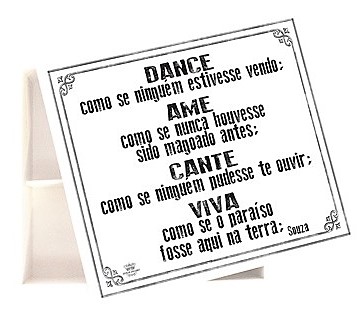 DANCE
como se ninguém estivesse vendo;
AME
como se nunca houvesse
sido magoado antes;
CANTE
como se ninguém pudesse te ouvir;
VIVA
como se o paraíso
fosse aqui na terra; Souza